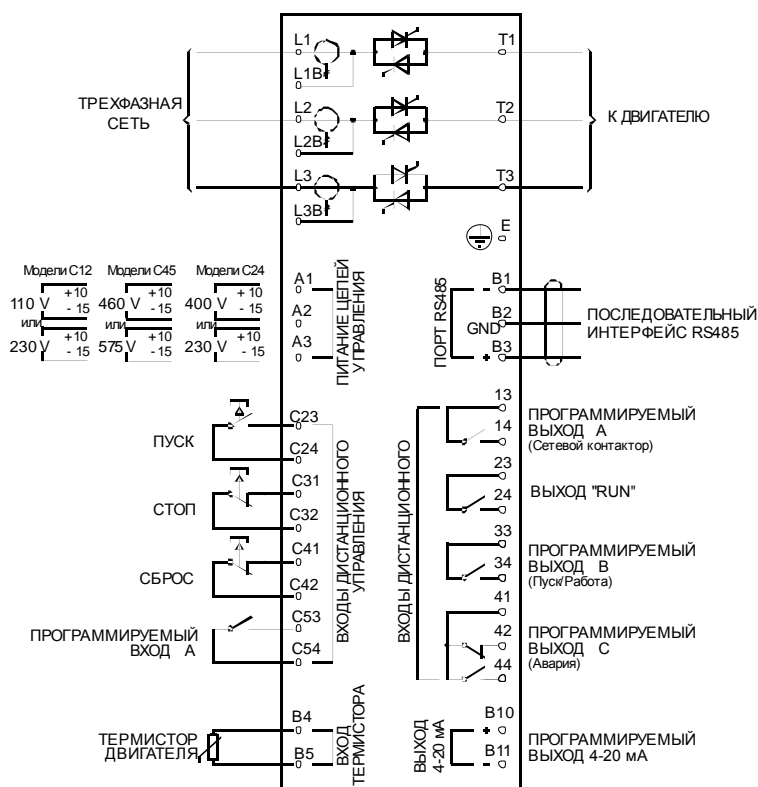 L1
T1
L1B
L2
T2
L2B
L3
T3
L3B
ТРЕХФАЗНАЯ
СЕТЬ
К ДВИГАТЕЛЮ
E
Модели C12
110 V +10 - 15
или
230 V +10 - 15
Модели C45
460 V +10 - 15
или
575 V +10 - 15
Модели C24
400 V +10 - 15
или
230 V +10 - 15
A1
A2
A3
ПИТАНИЕ ЦЕПЕЙ
УПРАВЛЕНИЯ
ПОРТ RS485
B1
-
B2
GND
B3
+
ПОСЛЕДОВАТЕЛЬНЫЙ
ИНТЕРФЕЙС RS485
ПУСК
C23
C24
СТОП
C31
C32
СБРОС
C41
C42
ПРОГРАММИРУЕМЫЙ
ВХОД А
C53
C54
ВХОДЫ ДИСТАНЦИОННОГО
УПРАВЛЕНИЯ
ВХОДЫ ДИСТАНЦИОННОГО
13
14
ПРОГРАММИРУЕМЫЙ
ВЫХОД А
(Сетевой контактор)
23
24
ВЫХОД "RUN"
33
34
ПРОГРАММИРУЕМЫЙ
ВЫХОД В
(Пуск/Работа)
41
42
44
ПРОГРАММИРУЕМЫЙ
ВЫХОД С
(Авария)
ТЕРМИСТОР
ДВИГАТЕЛЯ
B4
B5
ВХОД
ТЕРМИСТОРА
ВЫХОД
4-20 мА
B10
+
B11
-
ПРОГРАММИРУЕМЫЙ
ВЫХОД 4-20 мА